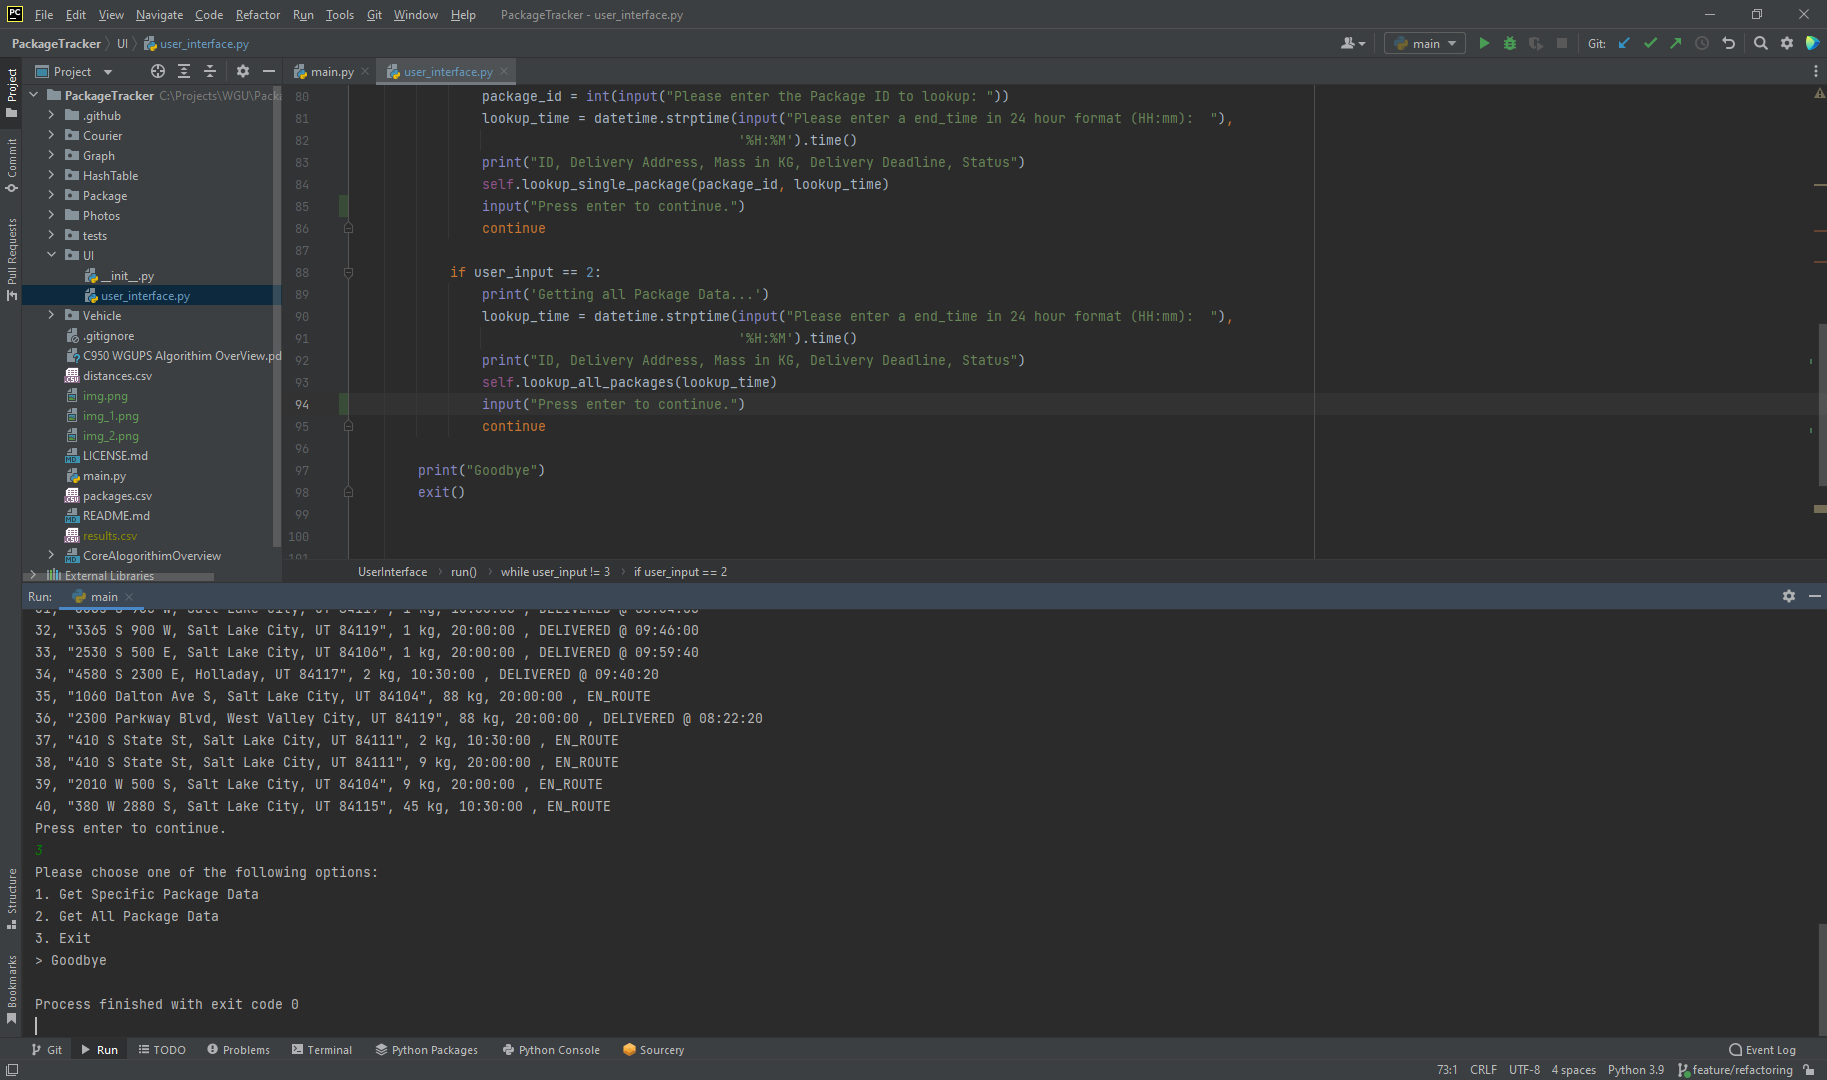 File Edit View Navigate Code Refactor Run Tools Git Window Help PackageTracker - user_interface.py
PackageTracker UI user_interface.py main Git:
Project main.py user_interface.py
Project
Commit
Pull Requests
Structure
Bookmarks
PackageTracker C:\Projects\WGU\Packa
.github
Courier
Graph
HashTable
Package
Photos
tests
UI
__init__.py
user_interface.py
Vehicle
.gitignore
C950 WGUPS Algorithim OverView.pd
distances.csv
img.png
img_1.png
img_2.png
LICENSE.md
main.py
packages.csv
README.md
results.csv
CoreAlogorithimOverview
External Libraries
80 package_id = int(input("Please enter the Package ID to lookup: "))
81 lookup_time = datetime.strptime(input("Please enter a end_time in 24 hour format (HH:mm):  "),
82 '%H:%M').time()
83 print("ID, Delivery Address, Mass in KG, Delivery Deadline, Status")
84 self.lookup_single_package(package_id, lookup_time)
85 input("Press enter to continue.")
86 continue
87
88 if user_input == 2:
89 print('Getting all Package Data...')
90 lookup_time = datetime.strptime(input("Please enter a end_time in 24 hour format (HH:mm):  "),
91 '%H:%M').time()
92 print("ID, Delivery Address, Mass in KG, Delivery Deadline, Status")
93 self.lookup_all_packages(lookup_time)
94 input("Press enter to continue.")
95 continue
96
97 print("Goodbye")
98 exit()
99
100
101
UserInterface run() while user_input != 3 if user_input == 2
Run: main
32, "3365 S 900 W, Salt Lake City, UT 84119", 1 kg, 20:00:00 , DELIVERED @ 09:46:00
33, "2530 S 500 E, Salt Lake City, UT 84106", 1 kg, 20:00:00 , DELIVERED @ 09:59:40
34, "4580 S 2300 E, Holladay, UT 84117", 2 kg, 10:30:00 , DELIVERED @ 09:40:20
35, "1060 Dalton Ave S, Salt Lake City, UT 84104", 88 kg, 20:00:00 , EN_ROUTE
36, "2300 Parkway Blvd, West Valley City, UT 84119", 88 kg, 20:00:00 , DELIVERED @ 08:22:20
37, "410 S State St, Salt Lake City, UT 84111", 2 kg, 10:30:00 , EN_ROUTE
38, "410 S State St, Salt Lake City, UT 84111", 9 kg, 20:00:00 , EN_ROUTE
39, "2010 W 500 S, Salt Lake City, UT 84104", 9 kg, 20:00:00 , EN_ROUTE
40, "380 W 2880 S, Salt Lake City, UT 84115", 45 kg, 10:30:00 , EN_ROUTE
Press enter to continue.
3
Please choose one of the following options:
1. Get Specific Package Data
2. Get All Package Data
3. Exit
> Goodbye
Process finished with exit code 0
Git Run TODO Problems Terminal Python Packages Python Console Sourcery Event Log
73:1 CRLF UTF-8 4 spaces Python 3.9 feature/refactoring